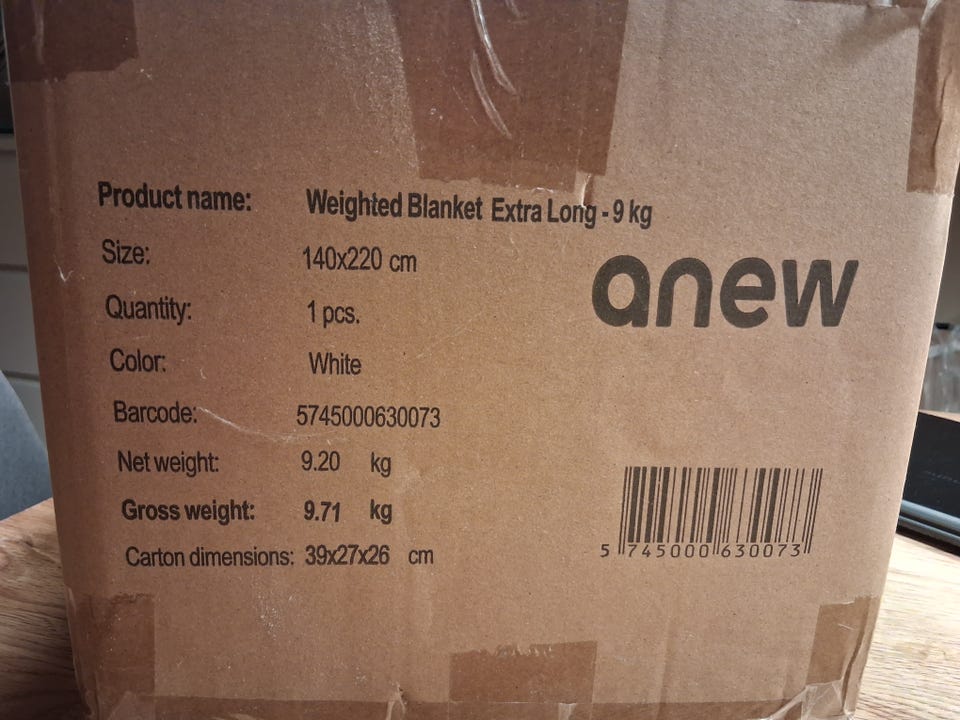 Product name: Weighted Blanket Extra Long - 9 kg
Size: 140x220 cm
anew
Quantity: 1 pcs.
Color: White
Barcode: 5745000630073
Net weight: 9.20 kg
Gross weight: 9.71 kg
Carton dimensions: 39x27x26 cm
5 745000 630073